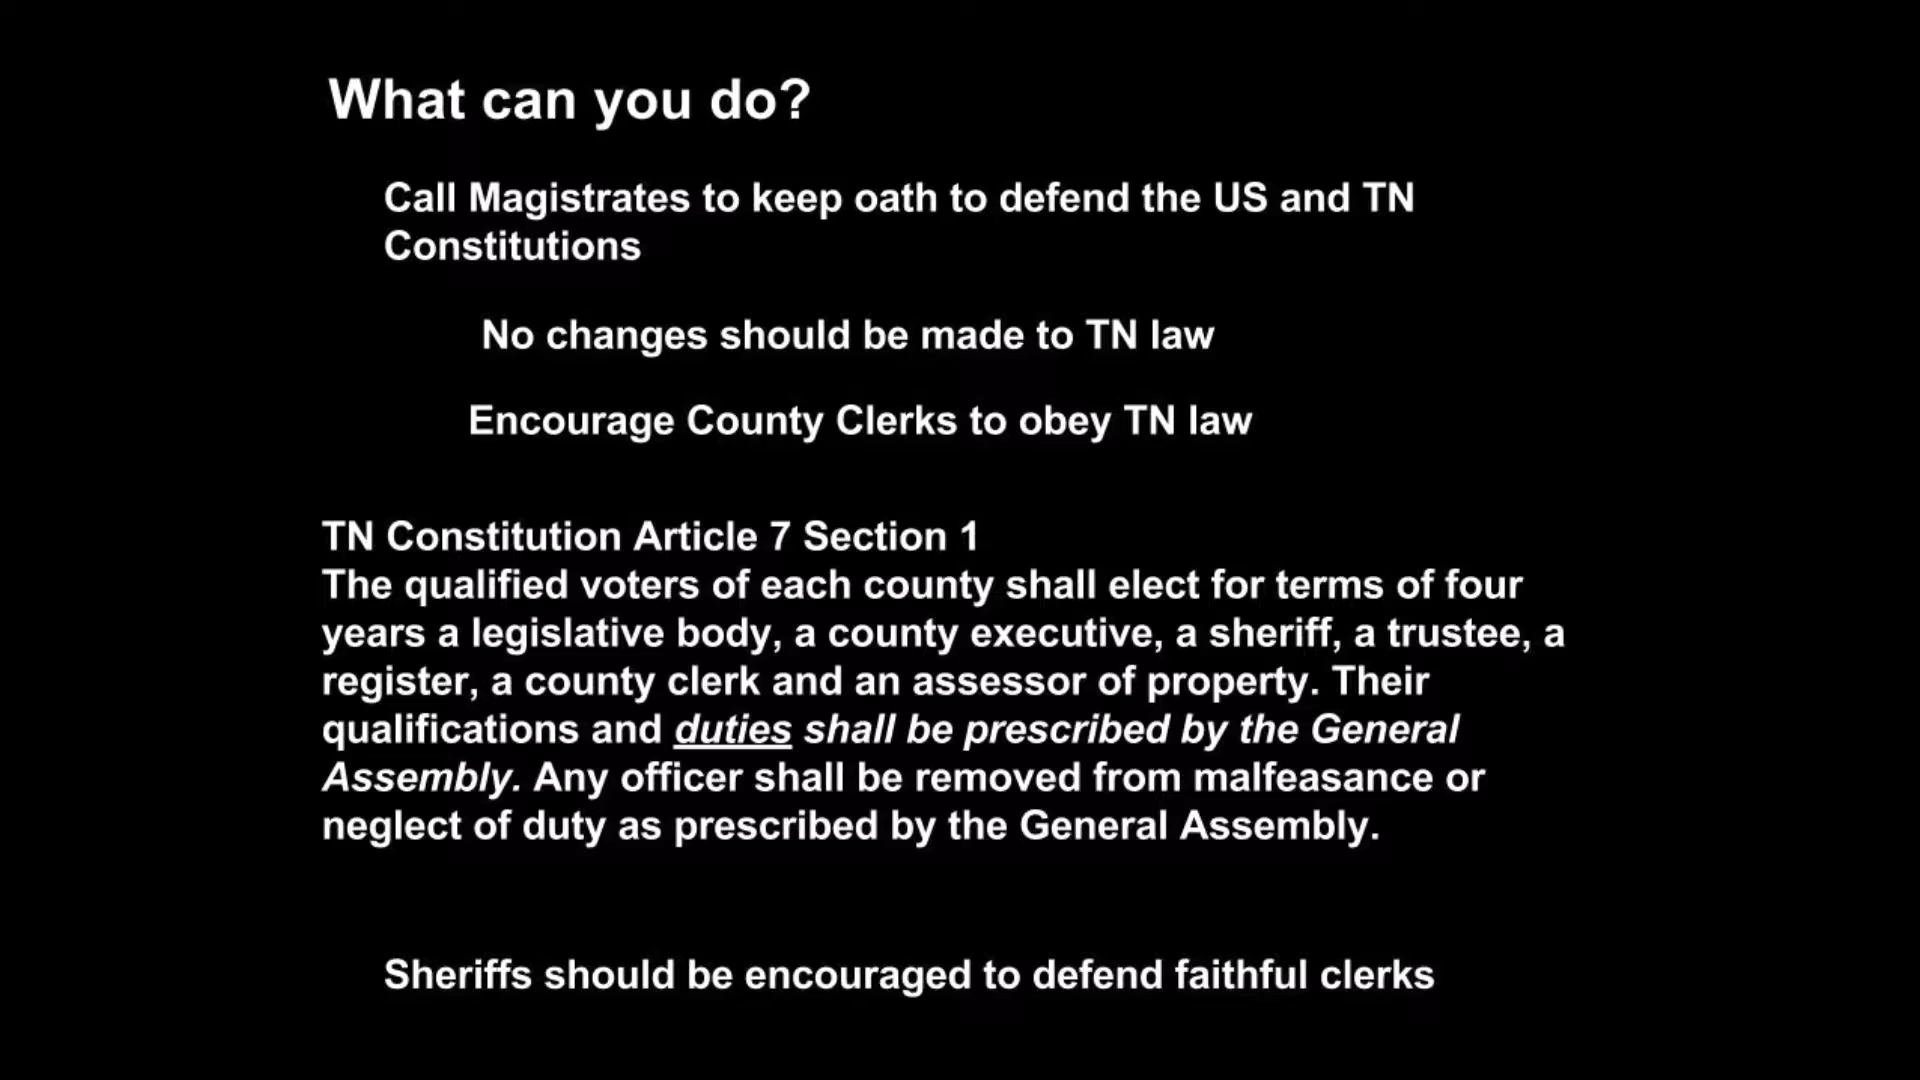 What can you do?
Call Magistrates to keep oath to defend the US and TN
Constitutions
No changes should be made to TN law
Encourage County Clerks to obey TN law
TN Constitution Article 7 Section 1
The qualified voters of each county shall elect for terms of four
years a legislative body, a county executive, a sheriff, a trustee, a
register, a county clerk and an assessor of property. Their
qualifications and duties shall be prescribed by the General
Assembly. Any officer shall be removed from malfeasance or
neglect of duty as prescribed by the General Assembly.
Sheriffs should be encouraged to defend faithful clerks